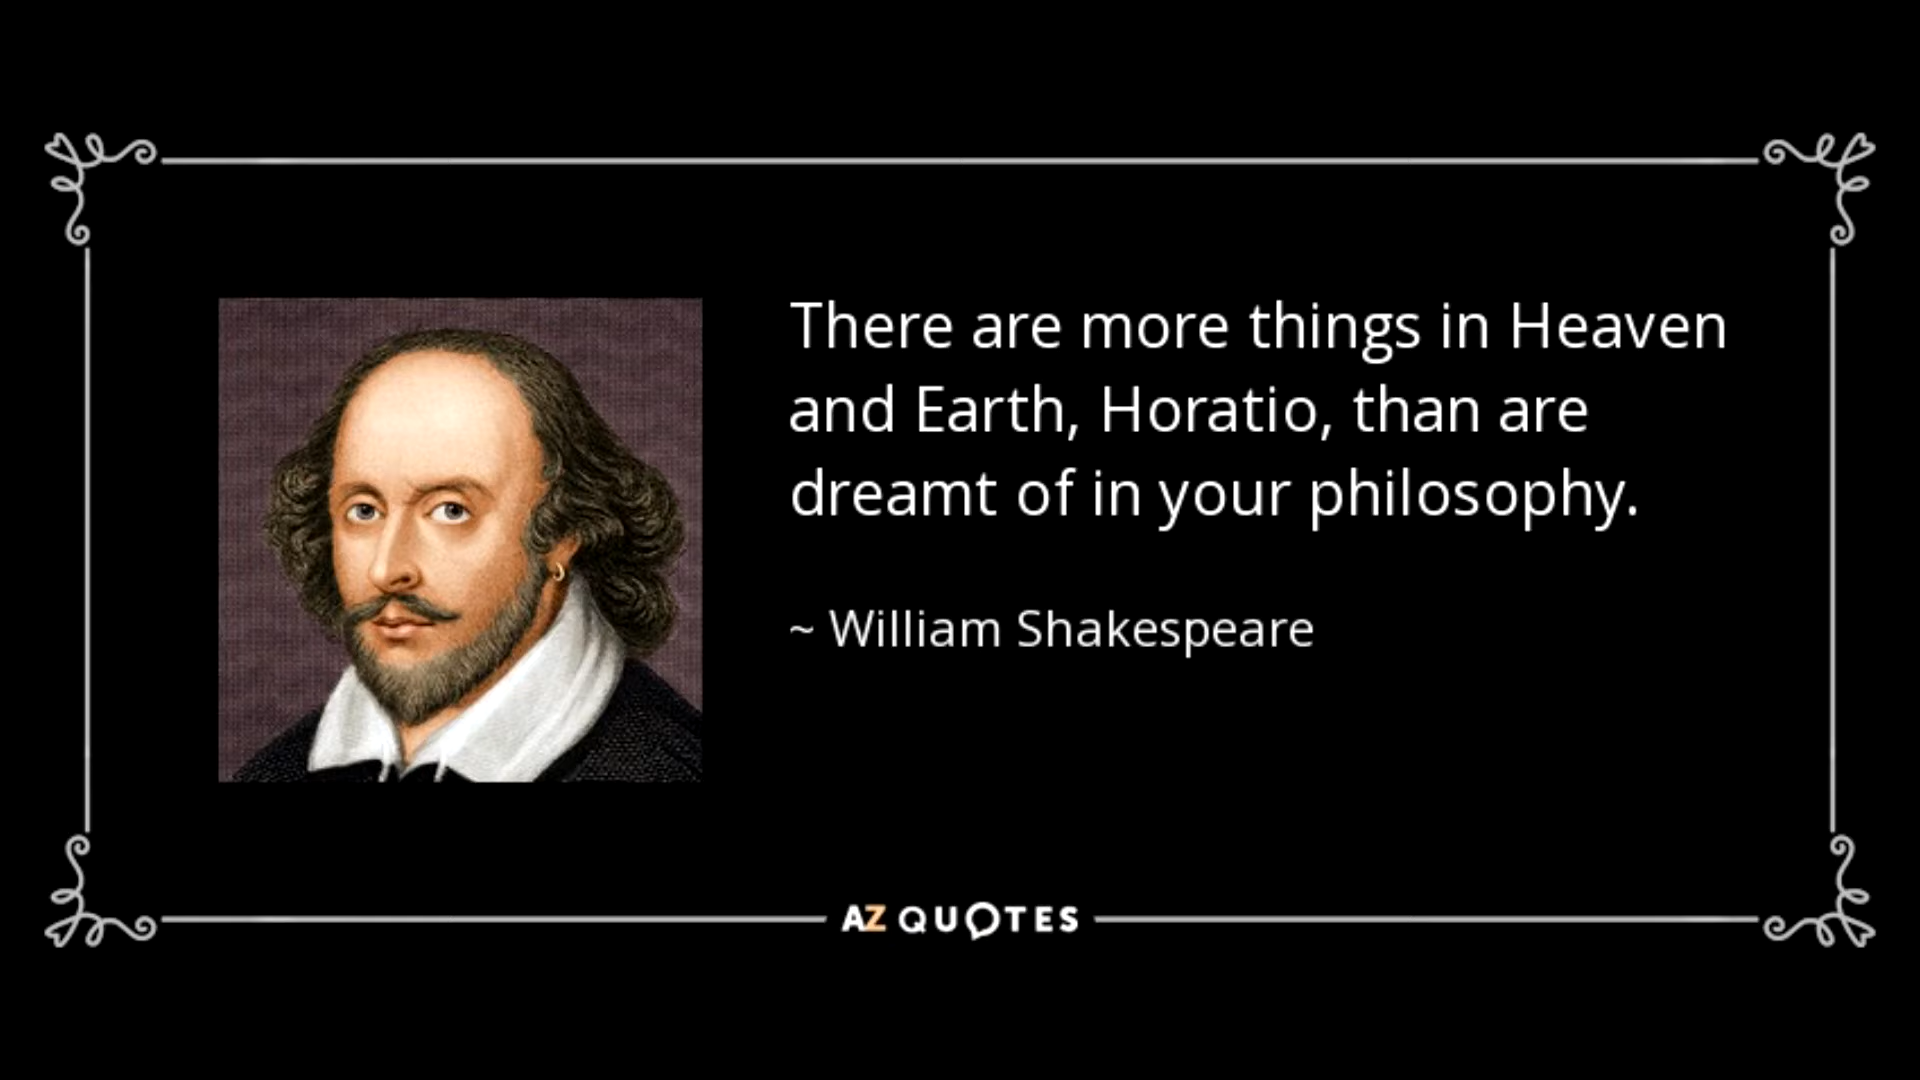 There are more things in Heaven
and Earth, Horatio, than are
dreamt of in your philosophy.
~ William Shakespeare
AZ QUOTES